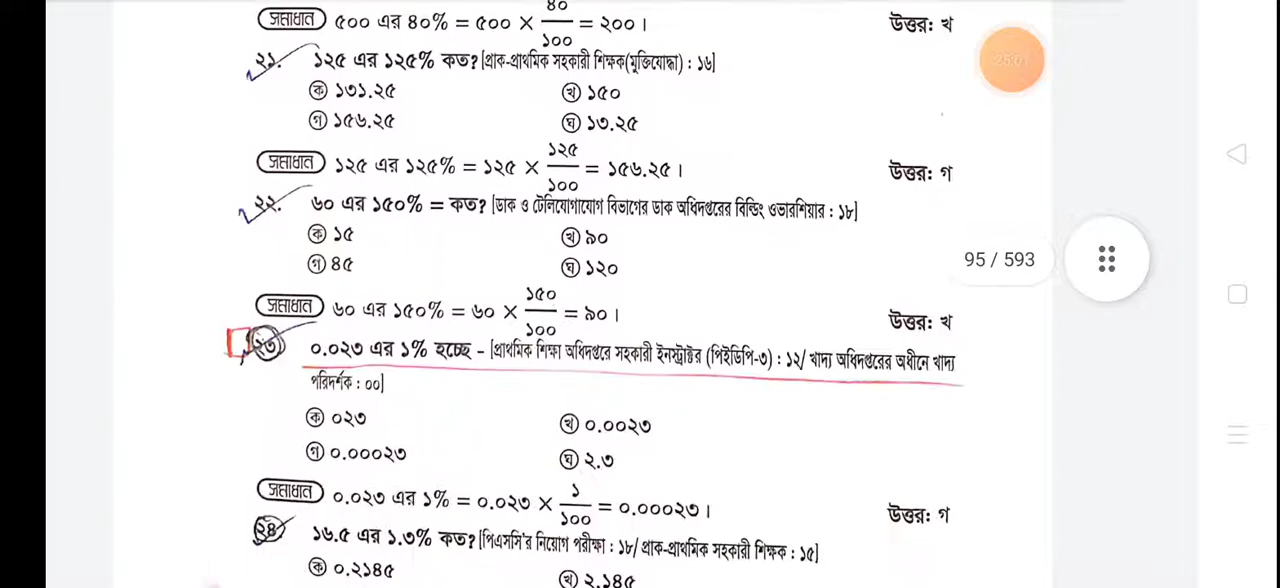 সমাধান ৫০০ এর ৪০% = ৫০০ × ৪০/১০০ = ২০০। উত্তর: খ
২১. ১২৫ এর ১২৫% কত? [প্রাক-প্রাথমিক সহকারী শিক্ষক(মুক্তিযোদ্ধা) : ১৬]
25:01
ক ১৩১.২৫ খ ১৫০
গ ১৫৬.২৫ ঘ ১৩.২৫
সমাধান ১২৫ এর ১২৫% = ১২৫ × ১২৫/১০০ = ১৫৬.২৫। উত্তর: গ
২২. ৬০ এর ১৫০% = কত? [ডাক ও টেলিযোগাযোগ বিভাগের ডাক অধিদপ্তরের বিল্ডিং ওভারশিয়ার : ১৮]
ক ১৫ খ ৯০
95 / 593
গ ৪৫ ঘ ১২০
সমাধান ৬০ এর ১৫০% = ৬০ × ১৫০/১০০ = ৯০। উত্তর: খ
২৩ ০.০২৩ এর ১% হচ্ছে – [প্রাথমিক শিক্ষা অধিদপ্তরে সহকারী ইনস্ট্রাক্টর (পিইডিপি-৩) : ১২/ খাদ্য অধিদপ্তরের অধীনে খাদ্য
পরিদর্শক : ০০]
ক ০২৩ খ ০.০০২৩
গ ০.০০০২৩ ঘ ২.৩
সমাধান ০.০২৩ এর ১% = ০.০২৩ × ১/১০০ = ০.০০০২৩। উত্তর: গ
২৪ ১৬.৫ এর ১.৩% কত? [পিএসসি'র নিয়োগ পরীক্ষা : ১৮/ প্রাক-প্রাথমিক সহকারী শিক্ষক : ১৫]
ক ০.২১৪৫ খ ২.১৪৫